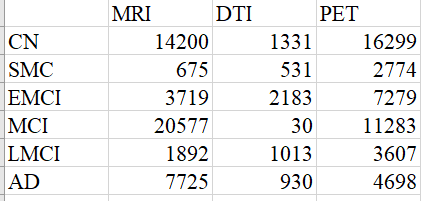 MRI DTI PET
CN 14200 1331 16299
SMC 675 531 2774
EMCI 3719 2183 7279
MCI 20577 30 11283
LMCI 1892 1013 3607
AD 7725 930 4698